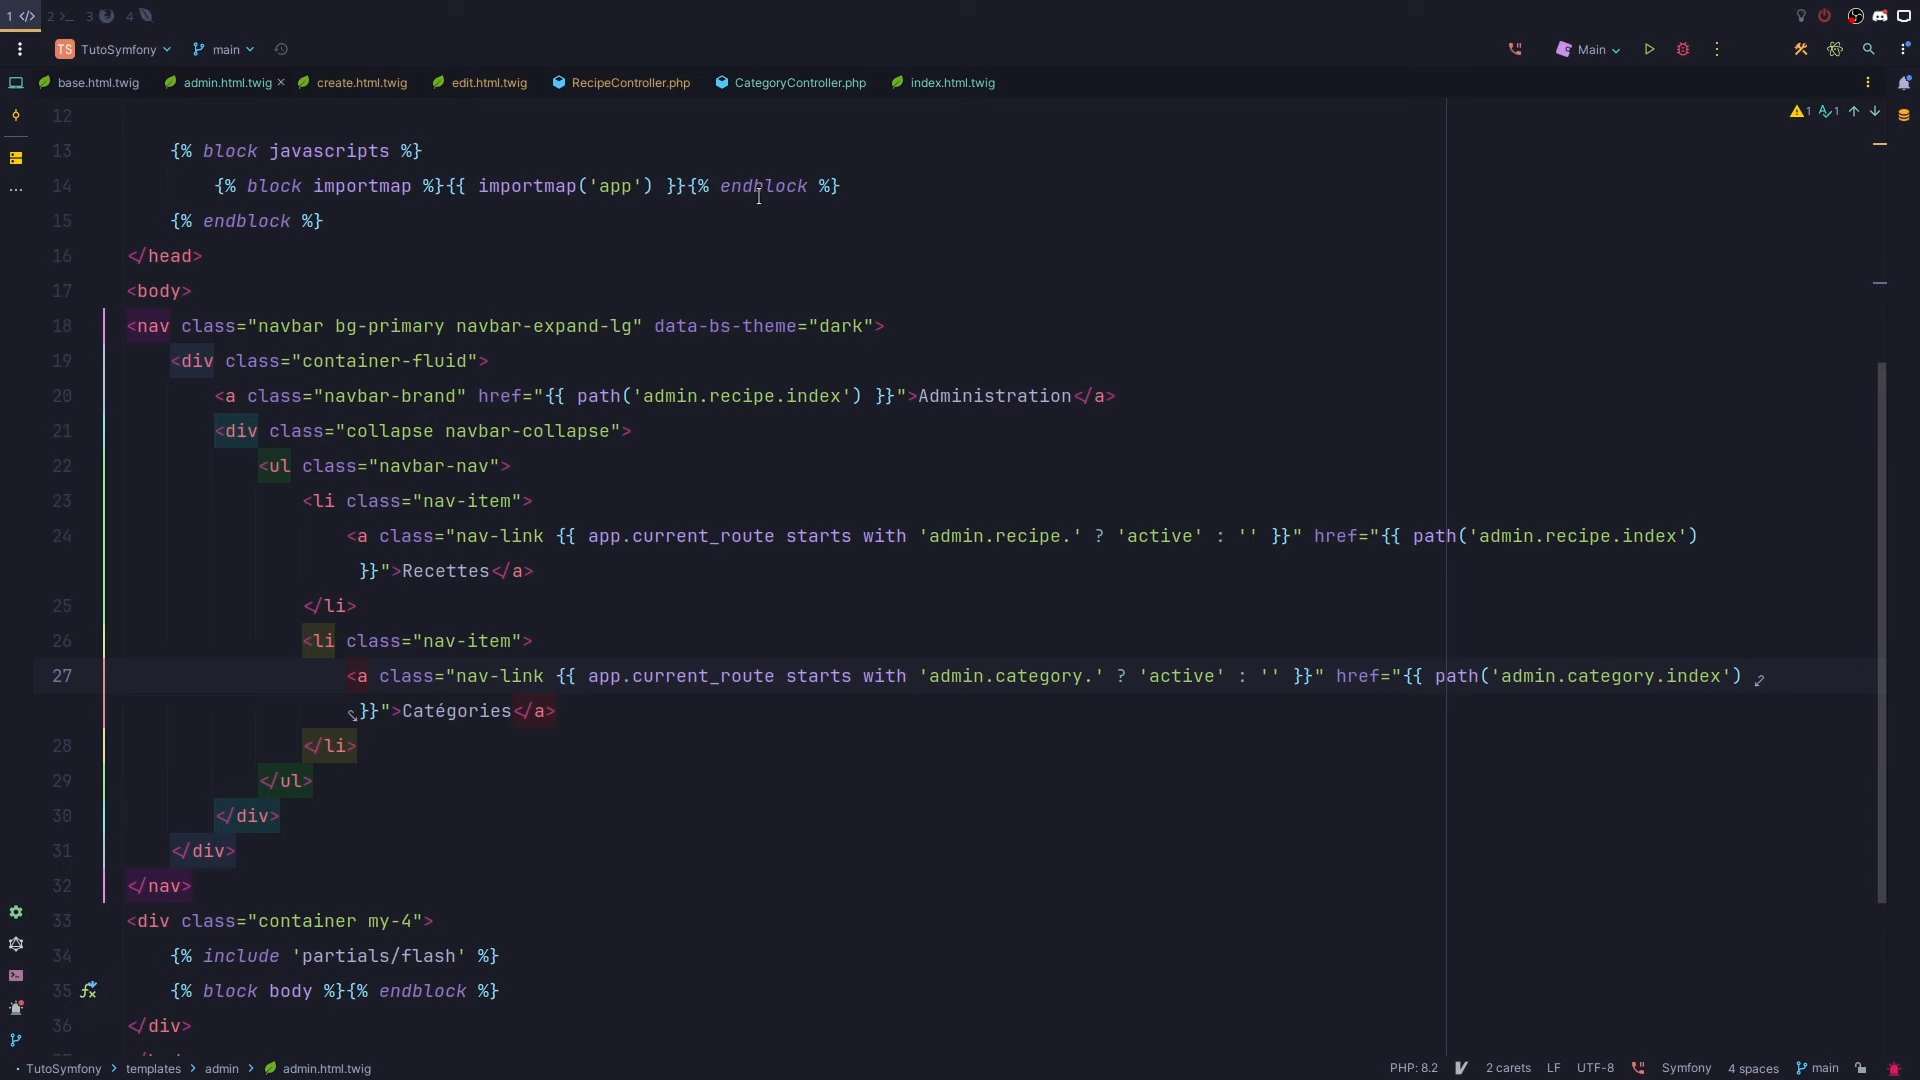 1 </> 2 >_ 3 4
TS TutoSymfony main Main
base.html.twig admin.html.twig × create.html.twig edit.html.twig RecipeController.php CategoryController.php index.html.twig
1 1
12
13 {% block javascripts %}
14 {% block importmap %}{{ importmap('app') }}{% endblock %}
15 {% endblock %}
16 </head>
17 <body>
18 <nav class="navbar bg-primary navbar-expand-lg" data-bs-theme="dark">
19 <div class="container-fluid">
20 <a class="navbar-brand" href="{{ path('admin.recipe.index') }}">Administration</a>
21 <div class="collapse navbar-collapse">
22 <ul class="navbar-nav">
23 <li class="nav-item">
24 <a class="nav-link {{ app.current_route starts with 'admin.recipe.' ? 'active' : '' }}" href="{{ path('admin.recipe.index')
}}">Recettes</a>
25 </li>
26 <li class="nav-item">
27 <a class="nav-link {{ app.current_route starts with 'admin.category.' ? 'active' : '' }}" href="{{ path('admin.category.index')
}}">Catégories</a>
28 </li>
29 </ul>
30 </div>
31 </div>
32 </nav>
33 <div class="container my-4">
34 {% include 'partials/flash' %}
35 {% block body %}{% endblock %}
36 </div>
TutoSymfony > templates > admin > admin.html.twig PHP: 8.2 2 carets LF UTF-8 Symfony 4 spaces main